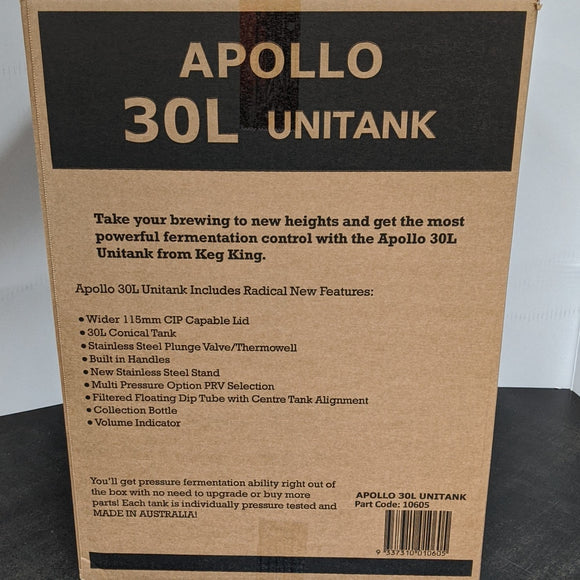 APOLLO
30L UNITANK
Take your brewing to new heights and get the most
powerful fermentation control with the Apollo 30L
Unitank from Keg King.
Apollo 30L Unitank Includes Radical New Features:
• Wider 115mm CIP Capable Lid
• 30L Conical Tank
• Stainless Steel Plunge Valve/Thermowell
• Built in Handles
• New Stainless Steel Stand
• Multi Pressure Option PRV Selection
• Filtered Floating Dip Tube with Centre Tank Alignment
• Collection Bottle
• Volume Indicator
You'll get pressure fermentation ability right out of
the box with no need to upgrade or buy more
parts! Each tank is individually pressure tested and
MADE IN AUSTRALIA!
APOLLO 30L UNITANK
Part Code: 10605
9 337310 010605